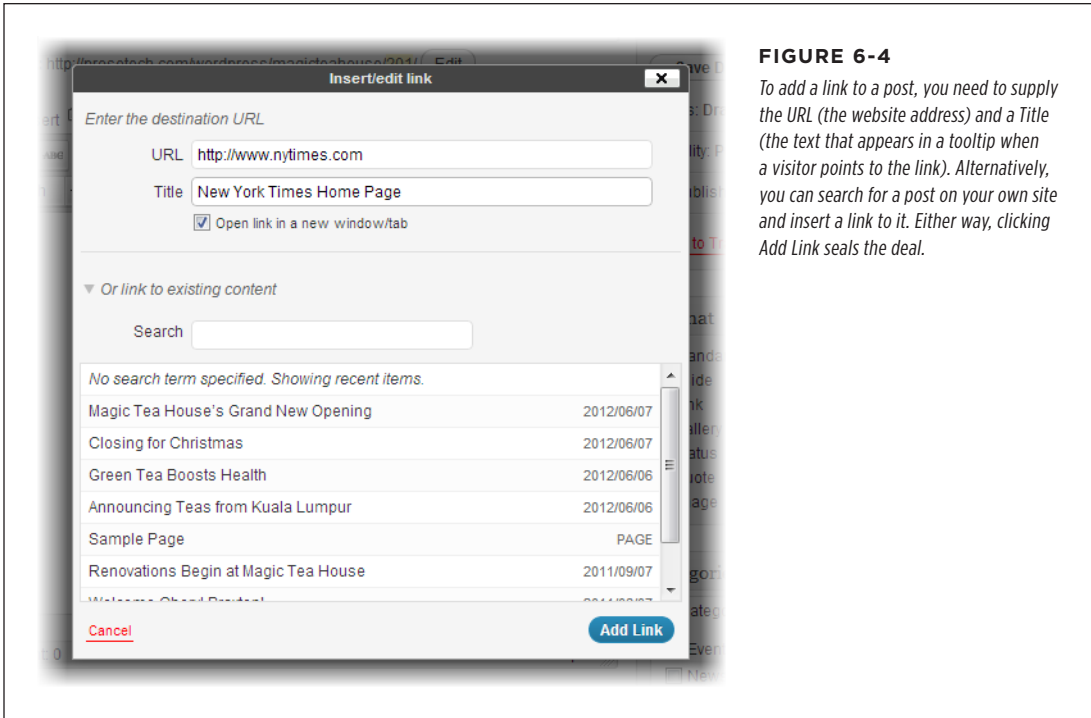 http://prosetech.com/wordpress/magicteahouse/291/ Edit
Insert/edit link
Enter the destination URL
URL http://www.nytimes.com
Title New York Times Home Page
Open link in a new window/tab
Or link to existing content
Search
No search term specified. Showing recent items.
Magic Tea House's Grand New Opening 2012/06/07
Closing for Christmas 2012/06/07
Green Tea Boosts Health 2012/06/06
Announcing Teas from Kuala Lumpur 2012/06/06
Sample Page PAGE
Renovations Begin at Magic Tea House 2011/09/07
Cancel
Add Link
FIGURE 6-4
To add a link to a post, you need to supply
the URL (the website address) and a Title
(the text that appears in a tooltip when
a visitor points to the link). Alternatively,
you can search for a post on your own site
and insert a link to it. Either way, clicking
Add Link seals the deal.